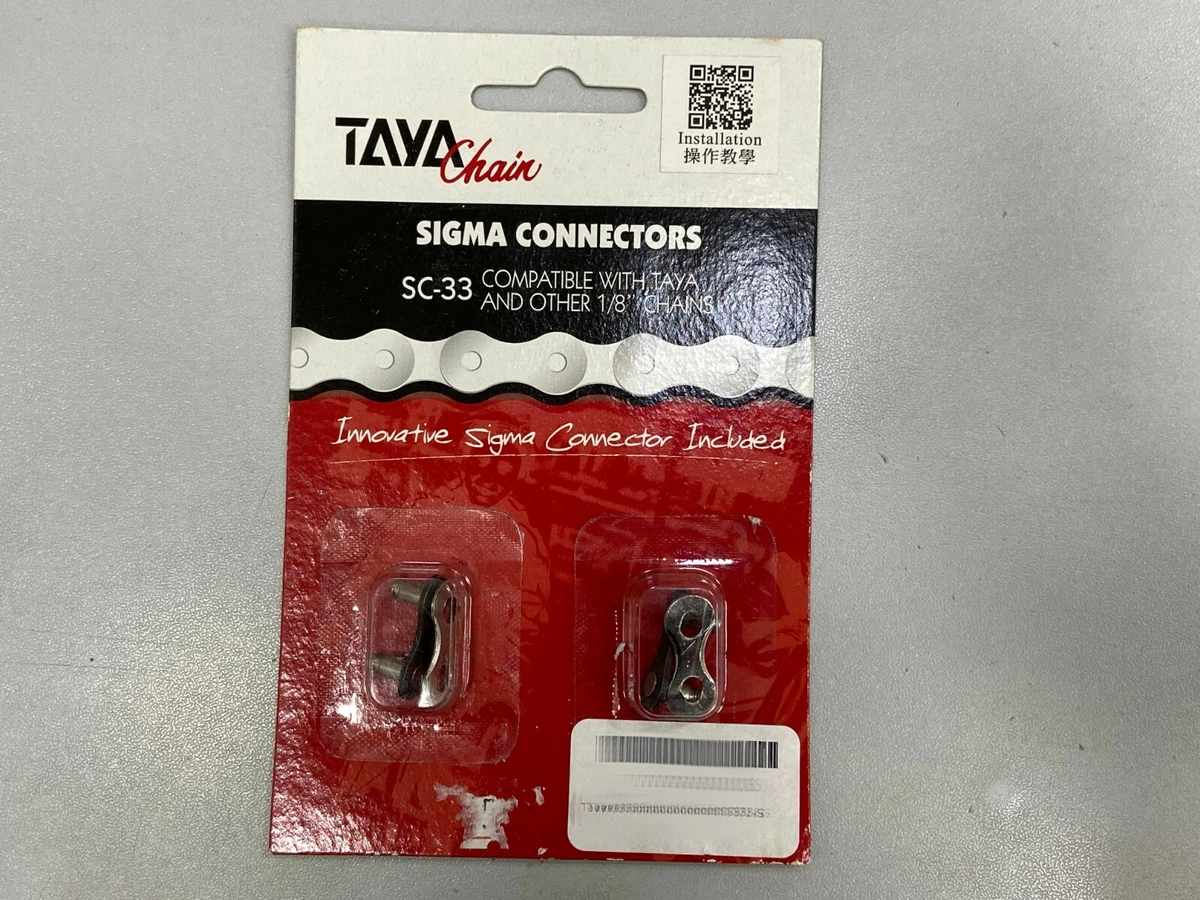 TAYA Chain
Installation
操作教學
SIGMA CONNECTORS
SC-33 COMPATIBLE WITH TAYA
AND OTHER 1/8" CHAINS
Innovative Sigma Connector Included